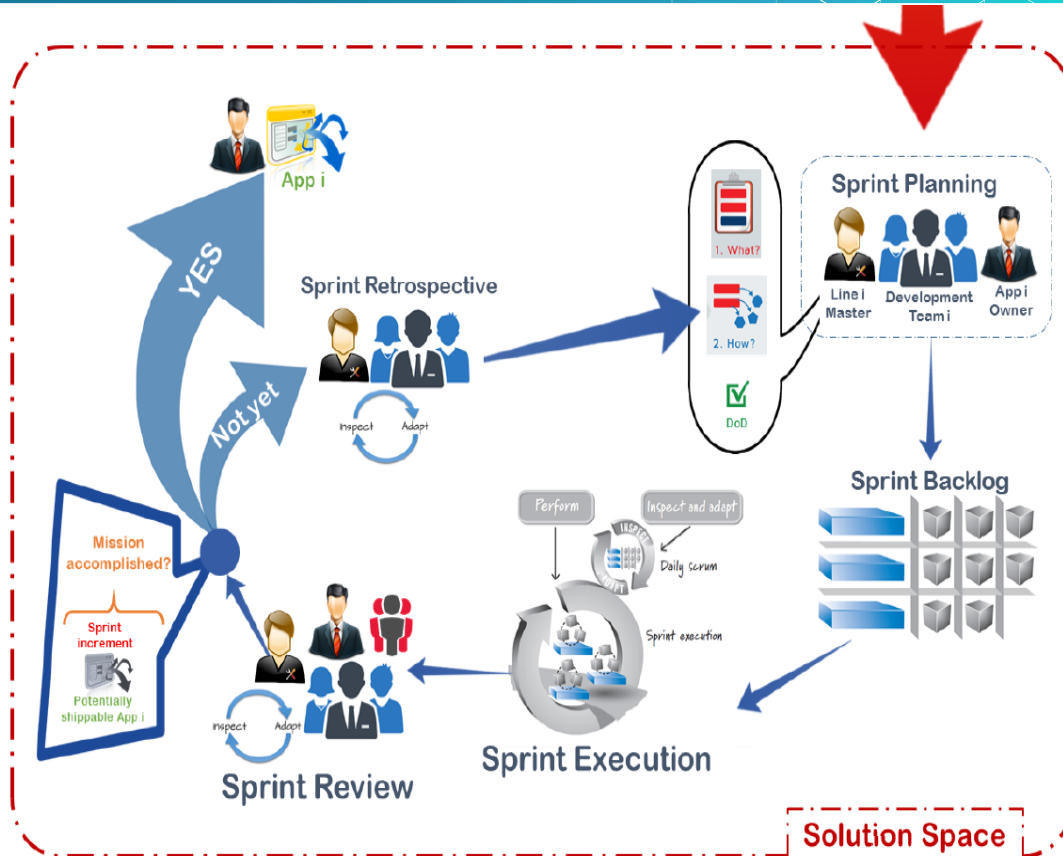 App i
YES
Sprint Retrospective
Not yet
Inspect
Adapt
1. What?
2. How?
DoD
Sprint Planning
Line i
Master
Development
Team i
App i
Owner
Sprint Backlog
Perform
Inspect and adapt
INSPECT
ADAPT
Daily scrum
Sprint execution
Sprint Execution
Mission
accomplished?
Sprint
increment
Potentially
shippable App i
Inspect
Adapt
Sprint Review
Solution Space